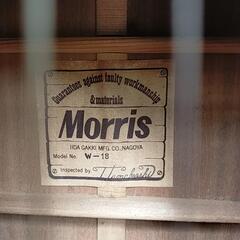 Guarantee against faulty workmanship
& materials
Morris
IIDA GAKKI MFG. CO., NAGOYA
Model No. W-18
Inspected by